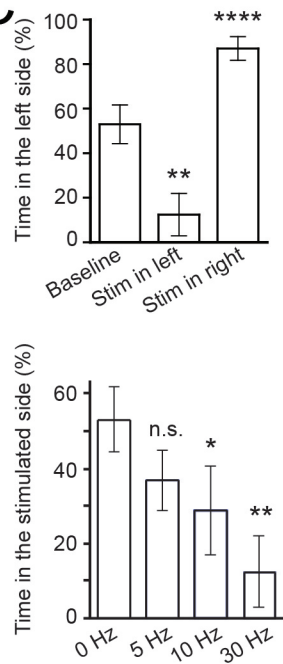 Time in the left side (%)
100
80
60
40
20
0
**
****
Baseline
Stim in left
Stim in right
Time in the stimulated side (%)
60
40
20
0
n.s.
*
**
0 Hz
5 Hz
10 Hz
30 Hz